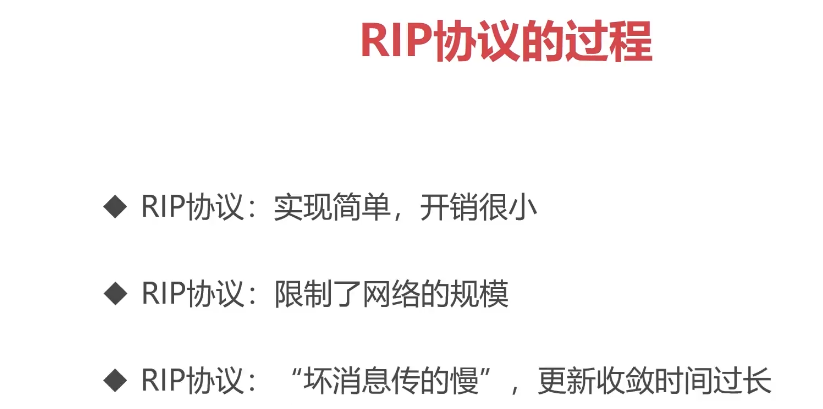 RIP协议的过程
◆ RIP协议：实现简单，开销很小
◆ RIP协议：限制了网络的规模
◆ RIP协议：“坏消息传的慢”，更新收敛时间过长